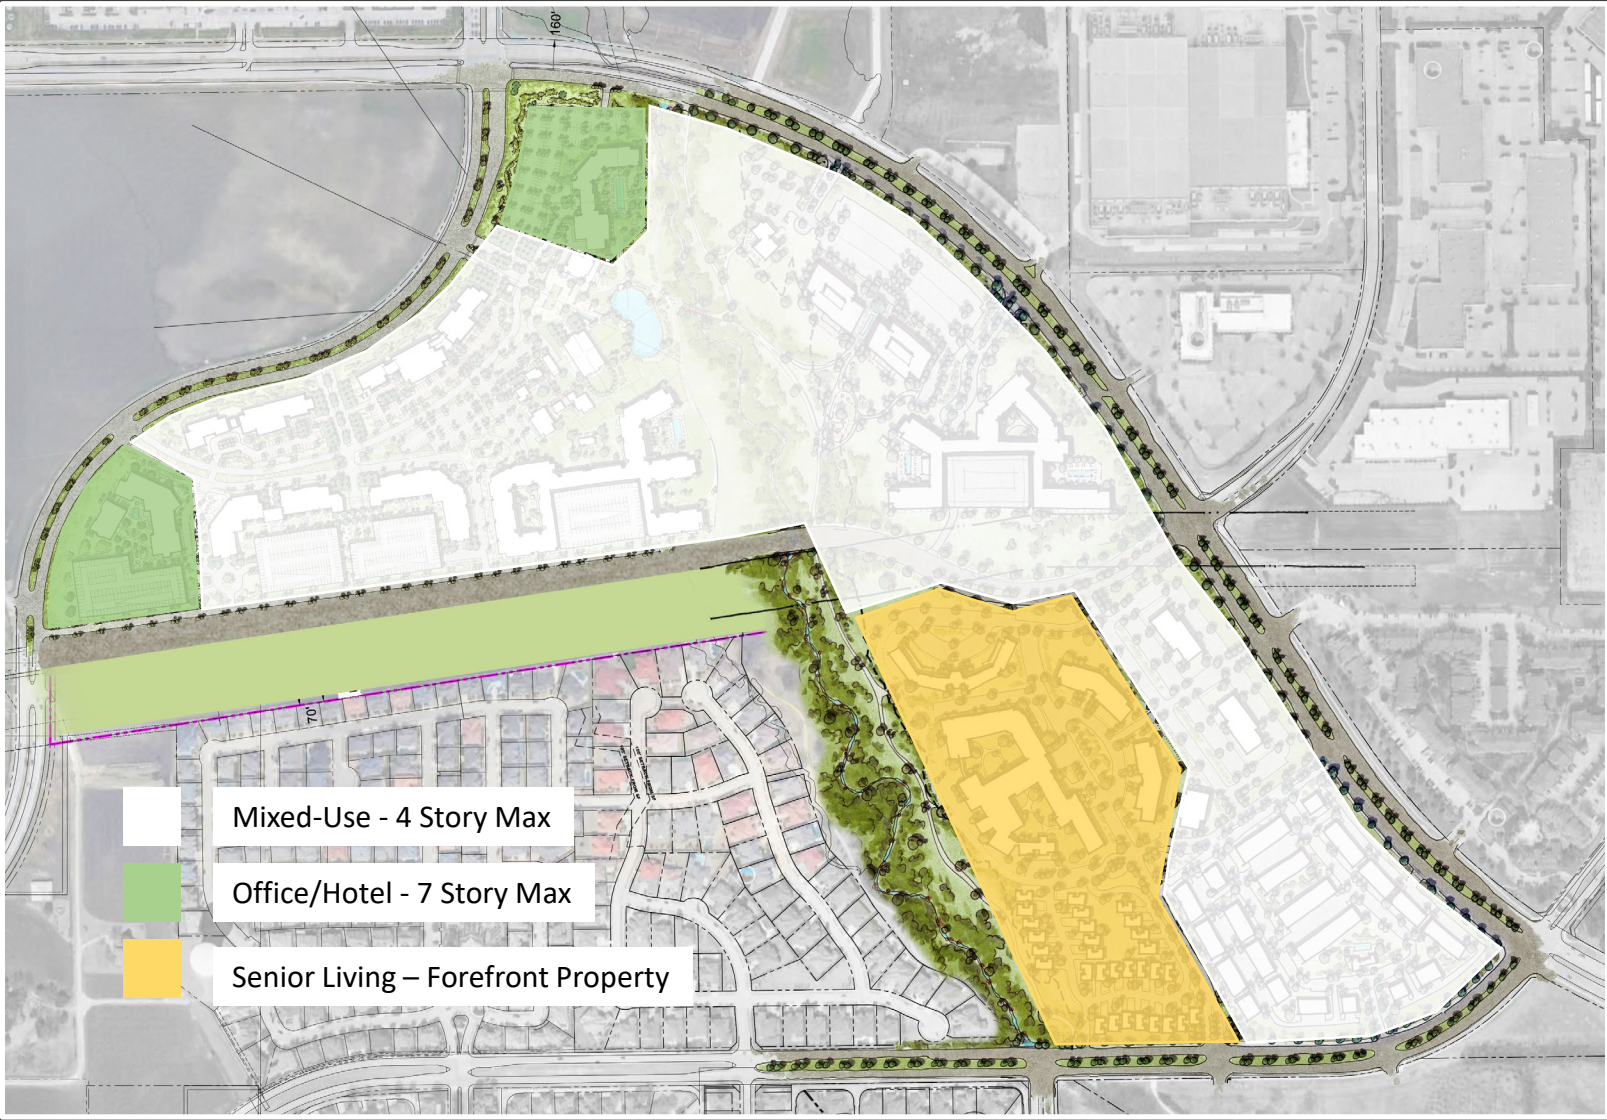 160'
70'
Mixed-Use - 4 Story Max
Office/Hotel - 7 Story Max
Senior Living – Forefront Property